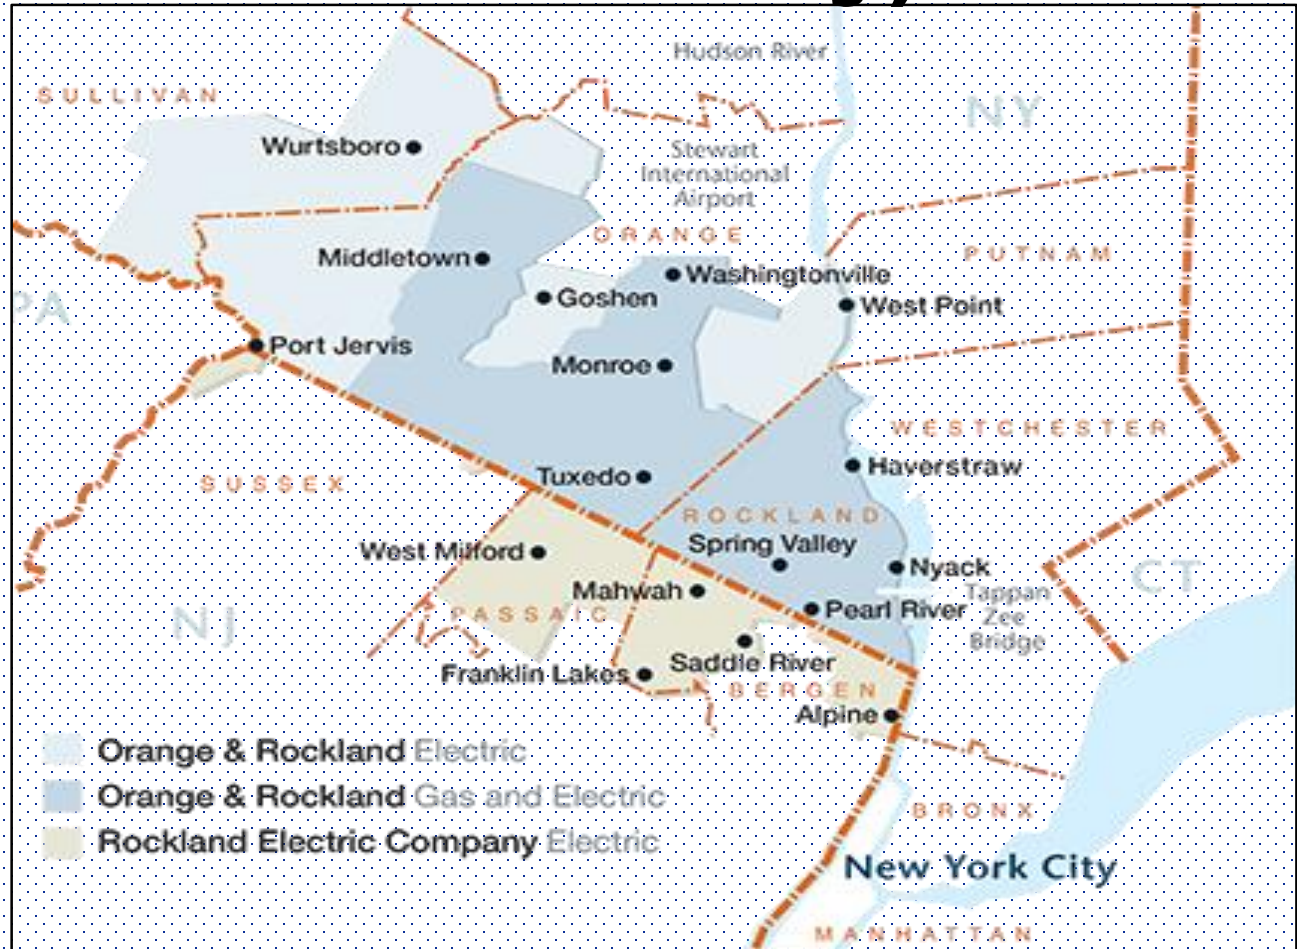 Hudson River
SULLIVAN
NY
Wurtsboro
Stewart
International
Airport
ORANGE
PUTNAM
Middletown
Washingtonville
PA
Goshen
West Point
Port Jervis
Monroe
WESTCHESTER
Haverstraw
Tuxedo
SUSSEX
ROCKLAND
Spring Valley
West Milford
Nyack
CT
Mahwah
Tappan
Zee
Bridge
PASSAIC
Pearl River
NJ
Saddle River
Franklin Lakes
BERGEN
Alpine
Orange & Rockland Electric
Orange & Rockland Gas and Electric
Rockland Electric Company Electric
BRONX
New York City
MANHATTAN